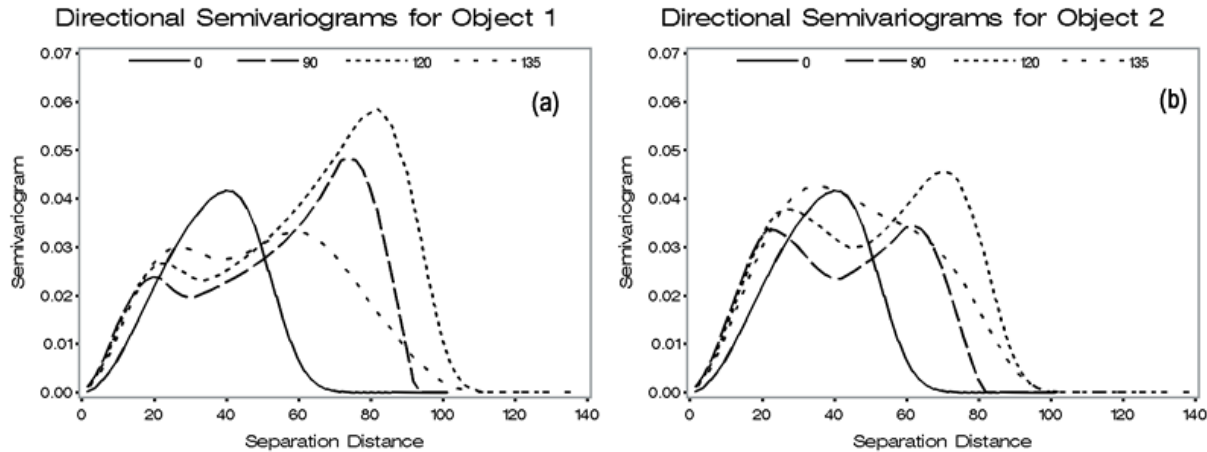 Directional Semivariograms for Object 1
0 90 120 135
(a)
0.07
0.06
0.05
0.04
0.03
0.02
0.01
0.00
Semivariogram
0 20 40 60 80 100 120 140
Separation Distance
Directional Semivariograms for Object 2
0 90 120 135
(b)
0.07
0.06
0.05
0.04
0.03
0.02
0.01
0.00
Semivariogram
0 20 40 60 80 100 120 140
Separation Distance